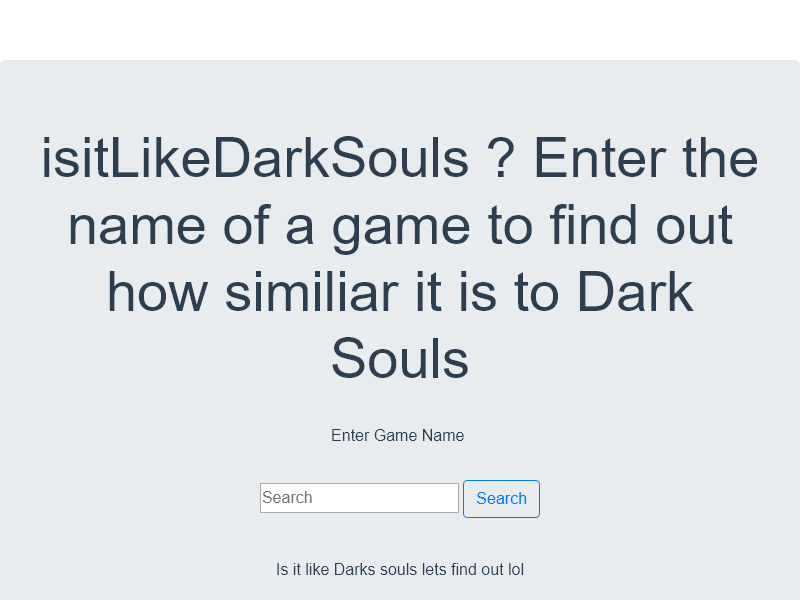 isitLikeDarkSouls ? Enter the
name of a game to find out
how similiar it is to Dark
Souls
Enter Game Name
Search Search
Is it like Darks souls lets find out lol